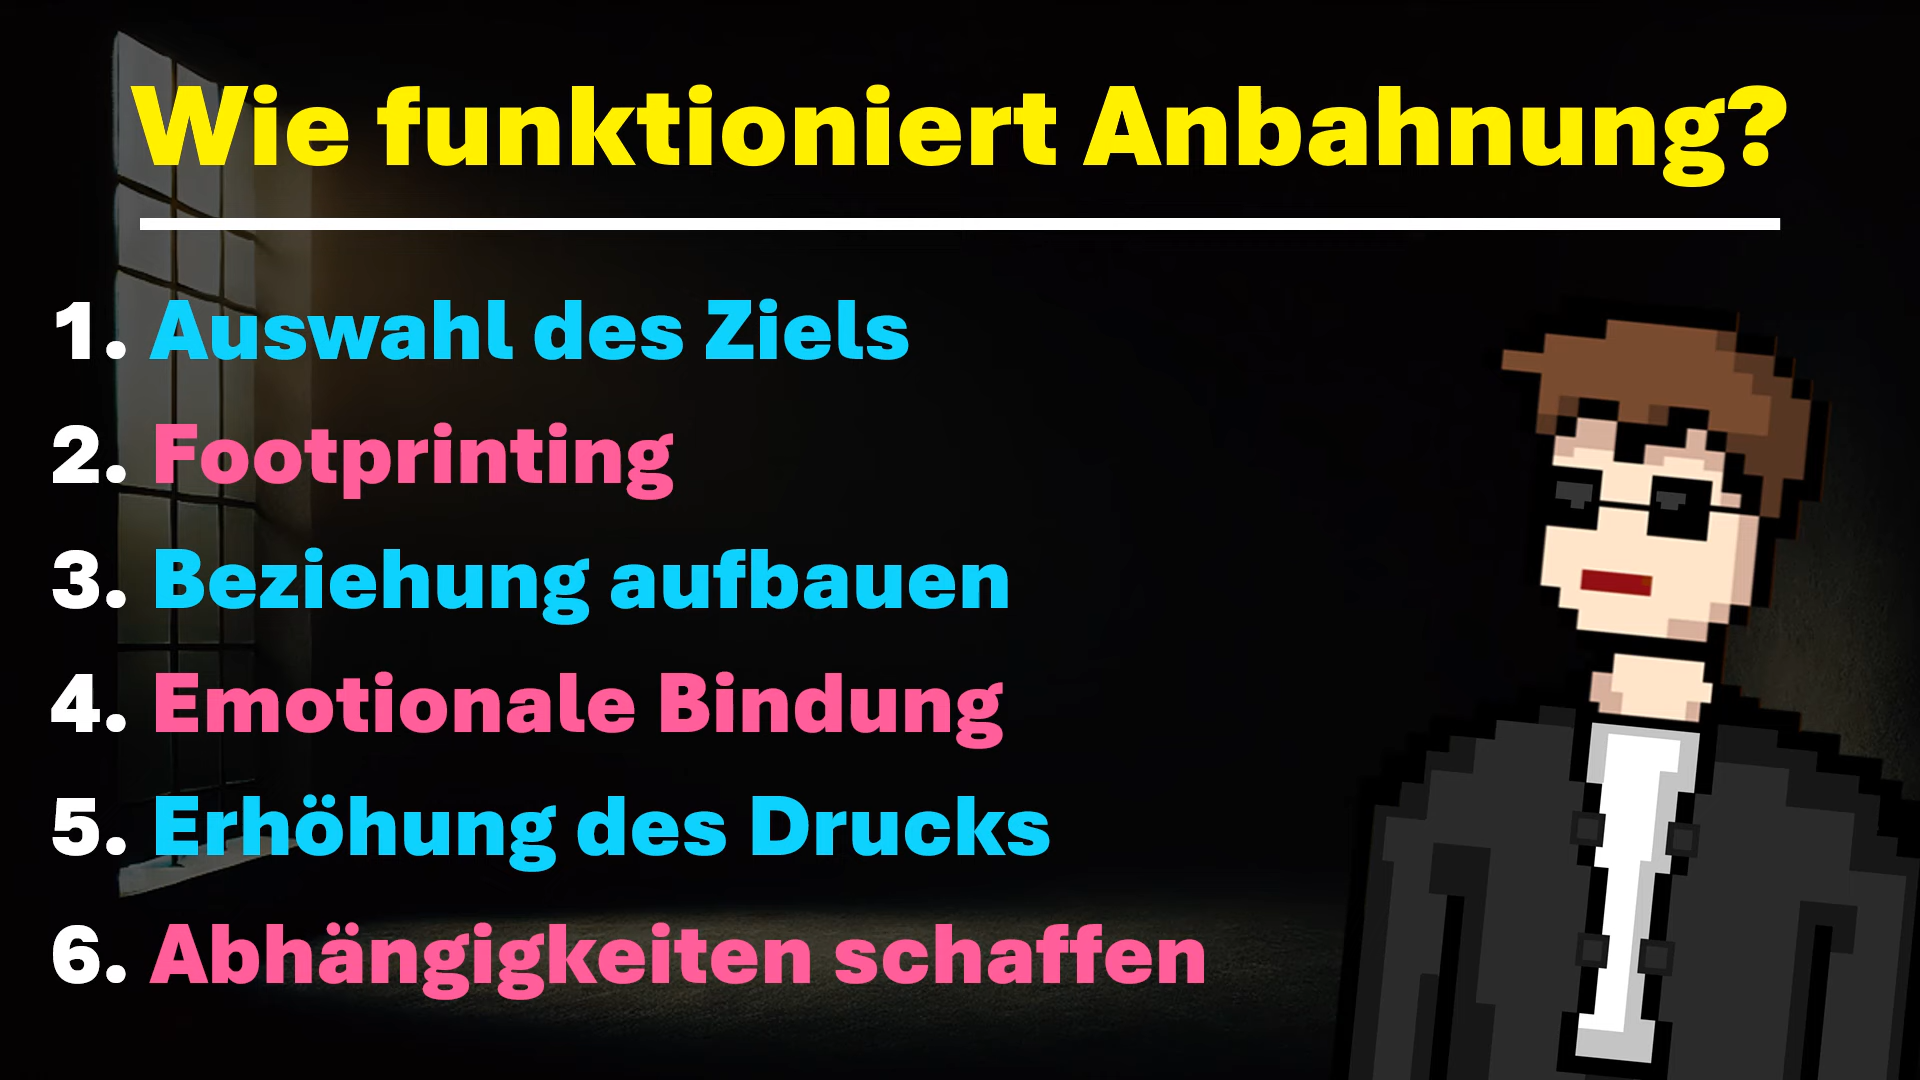 Wie funktioniert Anbahnung?
1. Auswahl des Ziels
2. Footprinting
3. Beziehung aufbauen
4. Emotionale Bindung
5. Erhöhung des Drucks
6. Abhängigkeiten schaffen